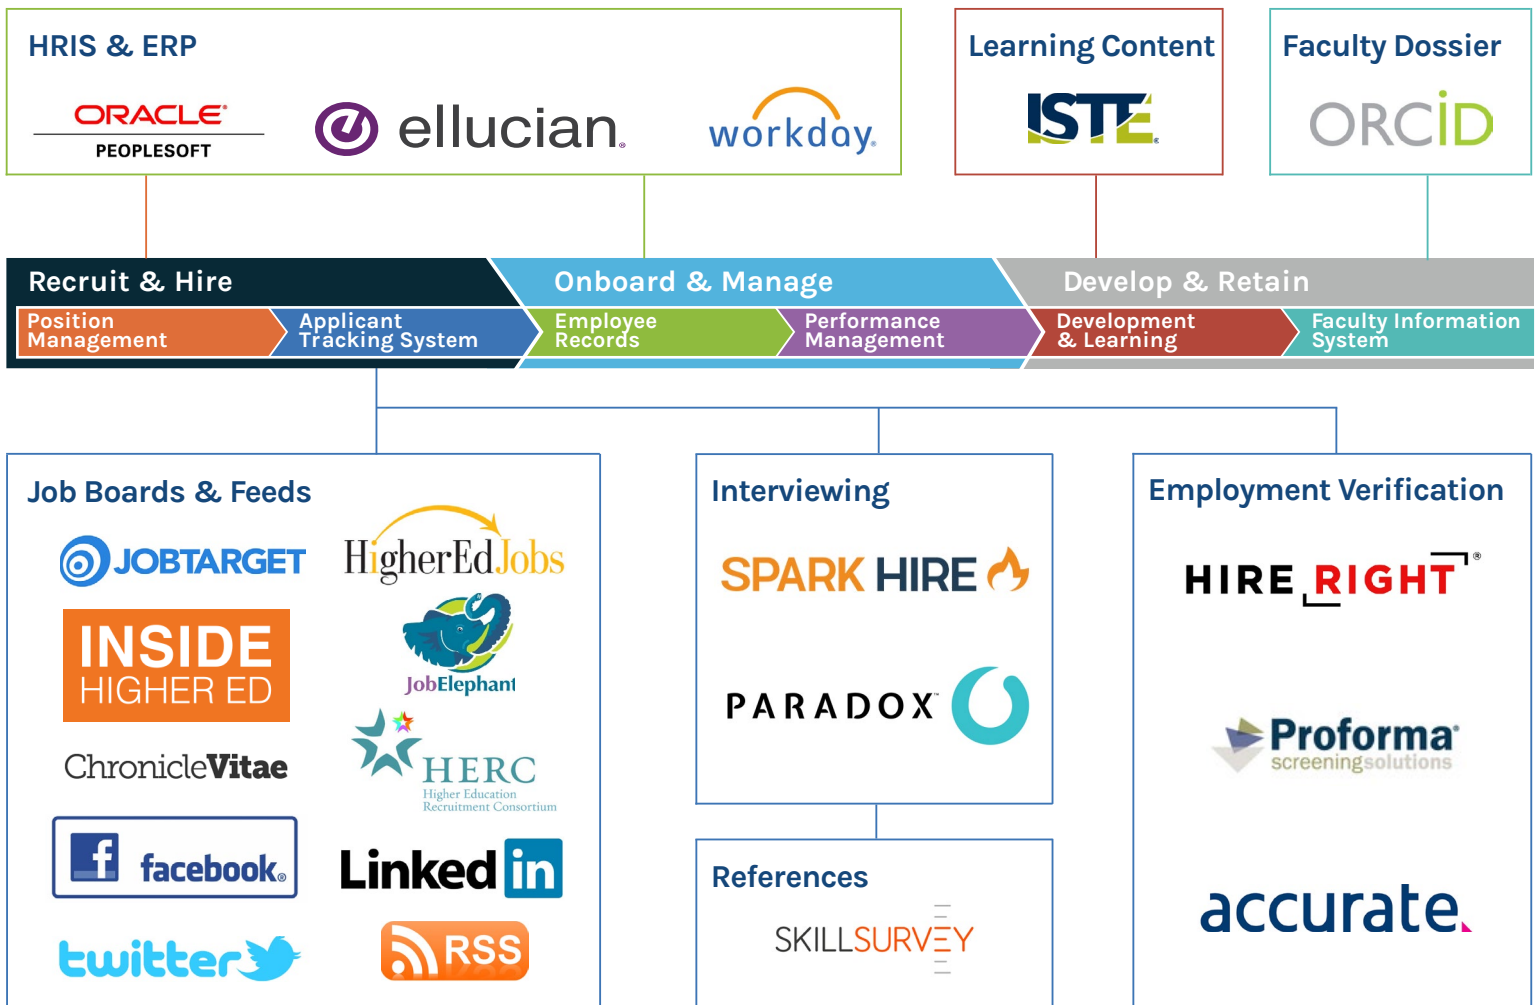 HRIS & ERP
ORACLE®
PEOPLESOFT
ellucian®
workday®
Learning Content
ISTE®
Faculty Dossier
ORCiD
Recruit & Hire
Onboard & Manage
Develop & Retain
Position
Management
Applicant
Tracking System
Employee
Records
Performance
Management
Development
& Learning
Faculty Information
System
Job Boards & Feeds
JOBTARGET
HigherEdJobs
INSIDE
HIGHER ED
JobElephant
ChronicleVitae
HERC
Higher Education
Recruitment Consortium
f facebook®
Linked in
twitter
RSS
Interviewing
SPARK HIRE
PARADOX™
References
SKILLSURVEY
Employment Verification
HIRE RIGHT®
Proforma®
screeningsolutions
accurate.